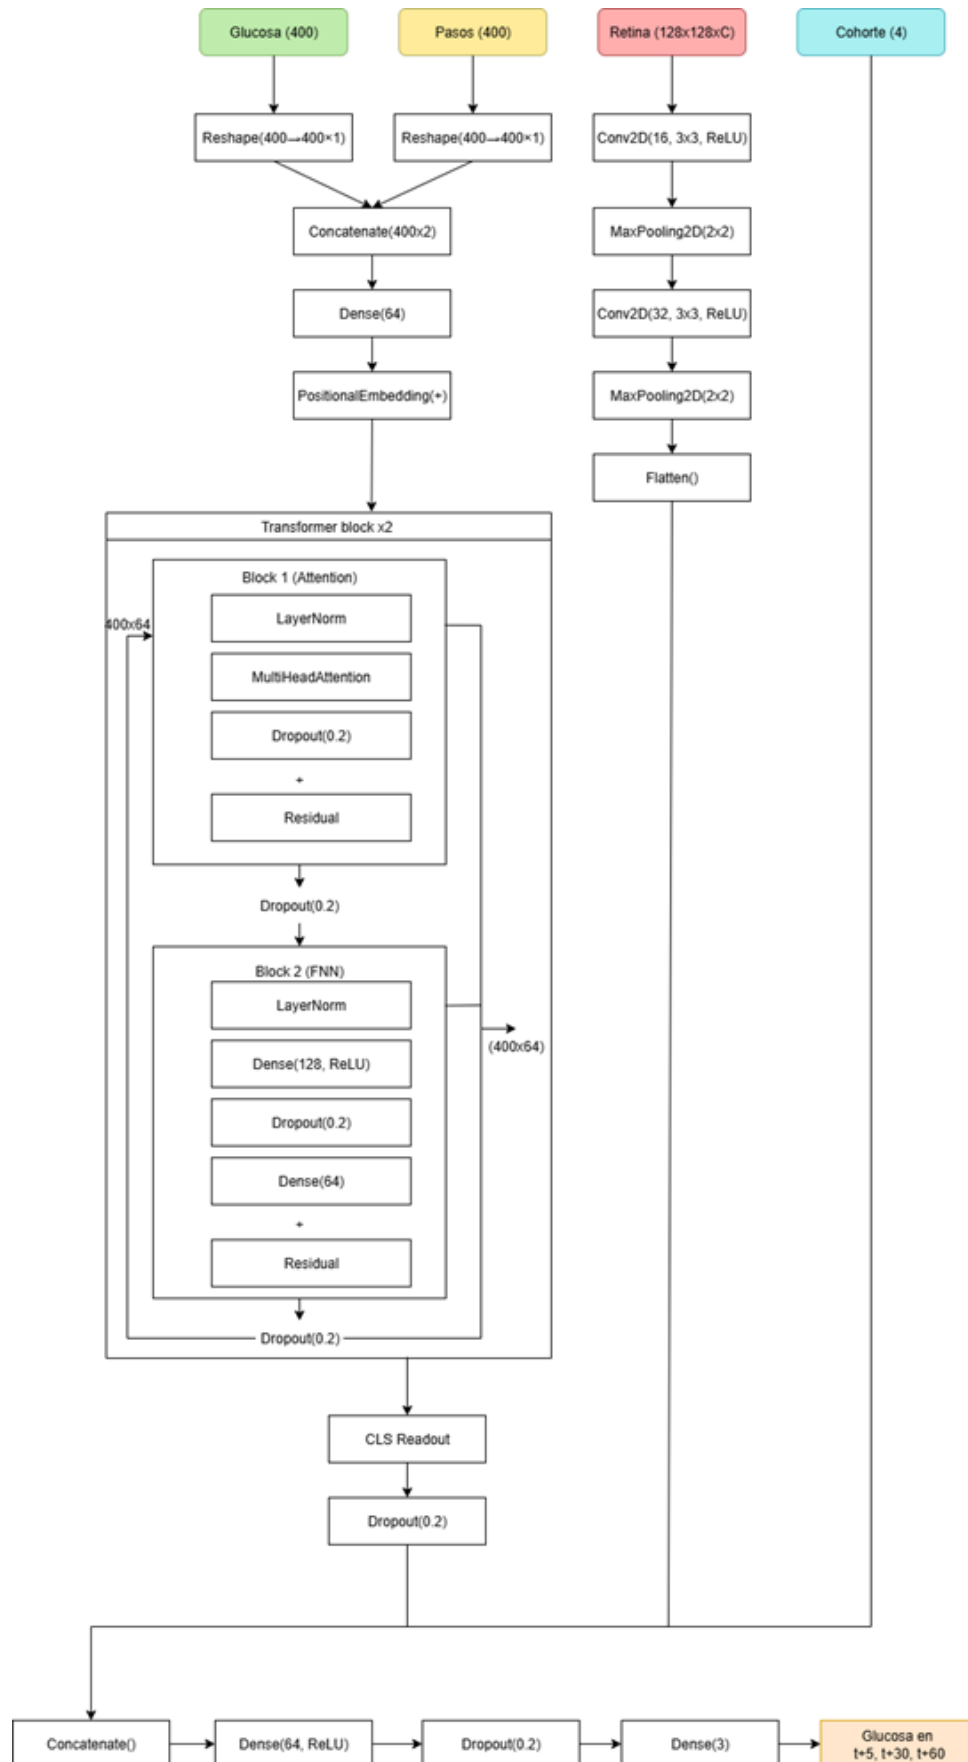 Glucosa (400)
Pasos (400)
Retina (128x128xC)
Cohorte (4)
Reshape(400→400×1)
Reshape(400→400×1)
Conv2D(16, 3x3, ReLU)
Concatenate(400x2)
MaxPooling2D(2x2)
Dense(64)
Conv2D(32, 3x3, ReLU)
PositionalEmbedding(+)
MaxPooling2D(2x2)
Flatten()
Transformer block x2
Block 1 (Attention)
LayerNorm
400x64
MultiHeadAttention
Dropout(0.2)
+
Residual
Dropout(0.2)
Block 2 (FNN)
LayerNorm
(400x64)
Dense(128, ReLU)
Dropout(0.2)
Dense(64)
+
Residual
Dropout(0.2)
CLS Readout
Dropout(0.2)
Concatenate()
Dense(64, ReLU)
Dropout(0.2)
Dense(3)
Glucosa en
t+5, t+30, t+60